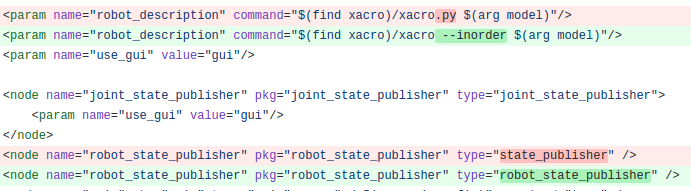 <param name="robot_description" command="$(find xacro)/xacro.py $(arg model)"/>
<param name="robot_description" command="$(find xacro)/xacro --inorder $(arg model)"/>
<param name="use_gui" value="gui"/>
<node name="joint_state_publisher" pkg="joint_state_publisher" type="joint_state_publisher">
<param name="use_gui" value="gui"/>
</node>
<node name="robot_state_publisher" pkg="robot_state_publisher" type="state_publisher" />
<node name="robot_state_publisher" pkg="robot_state_publisher" type="robot_state_publisher" />